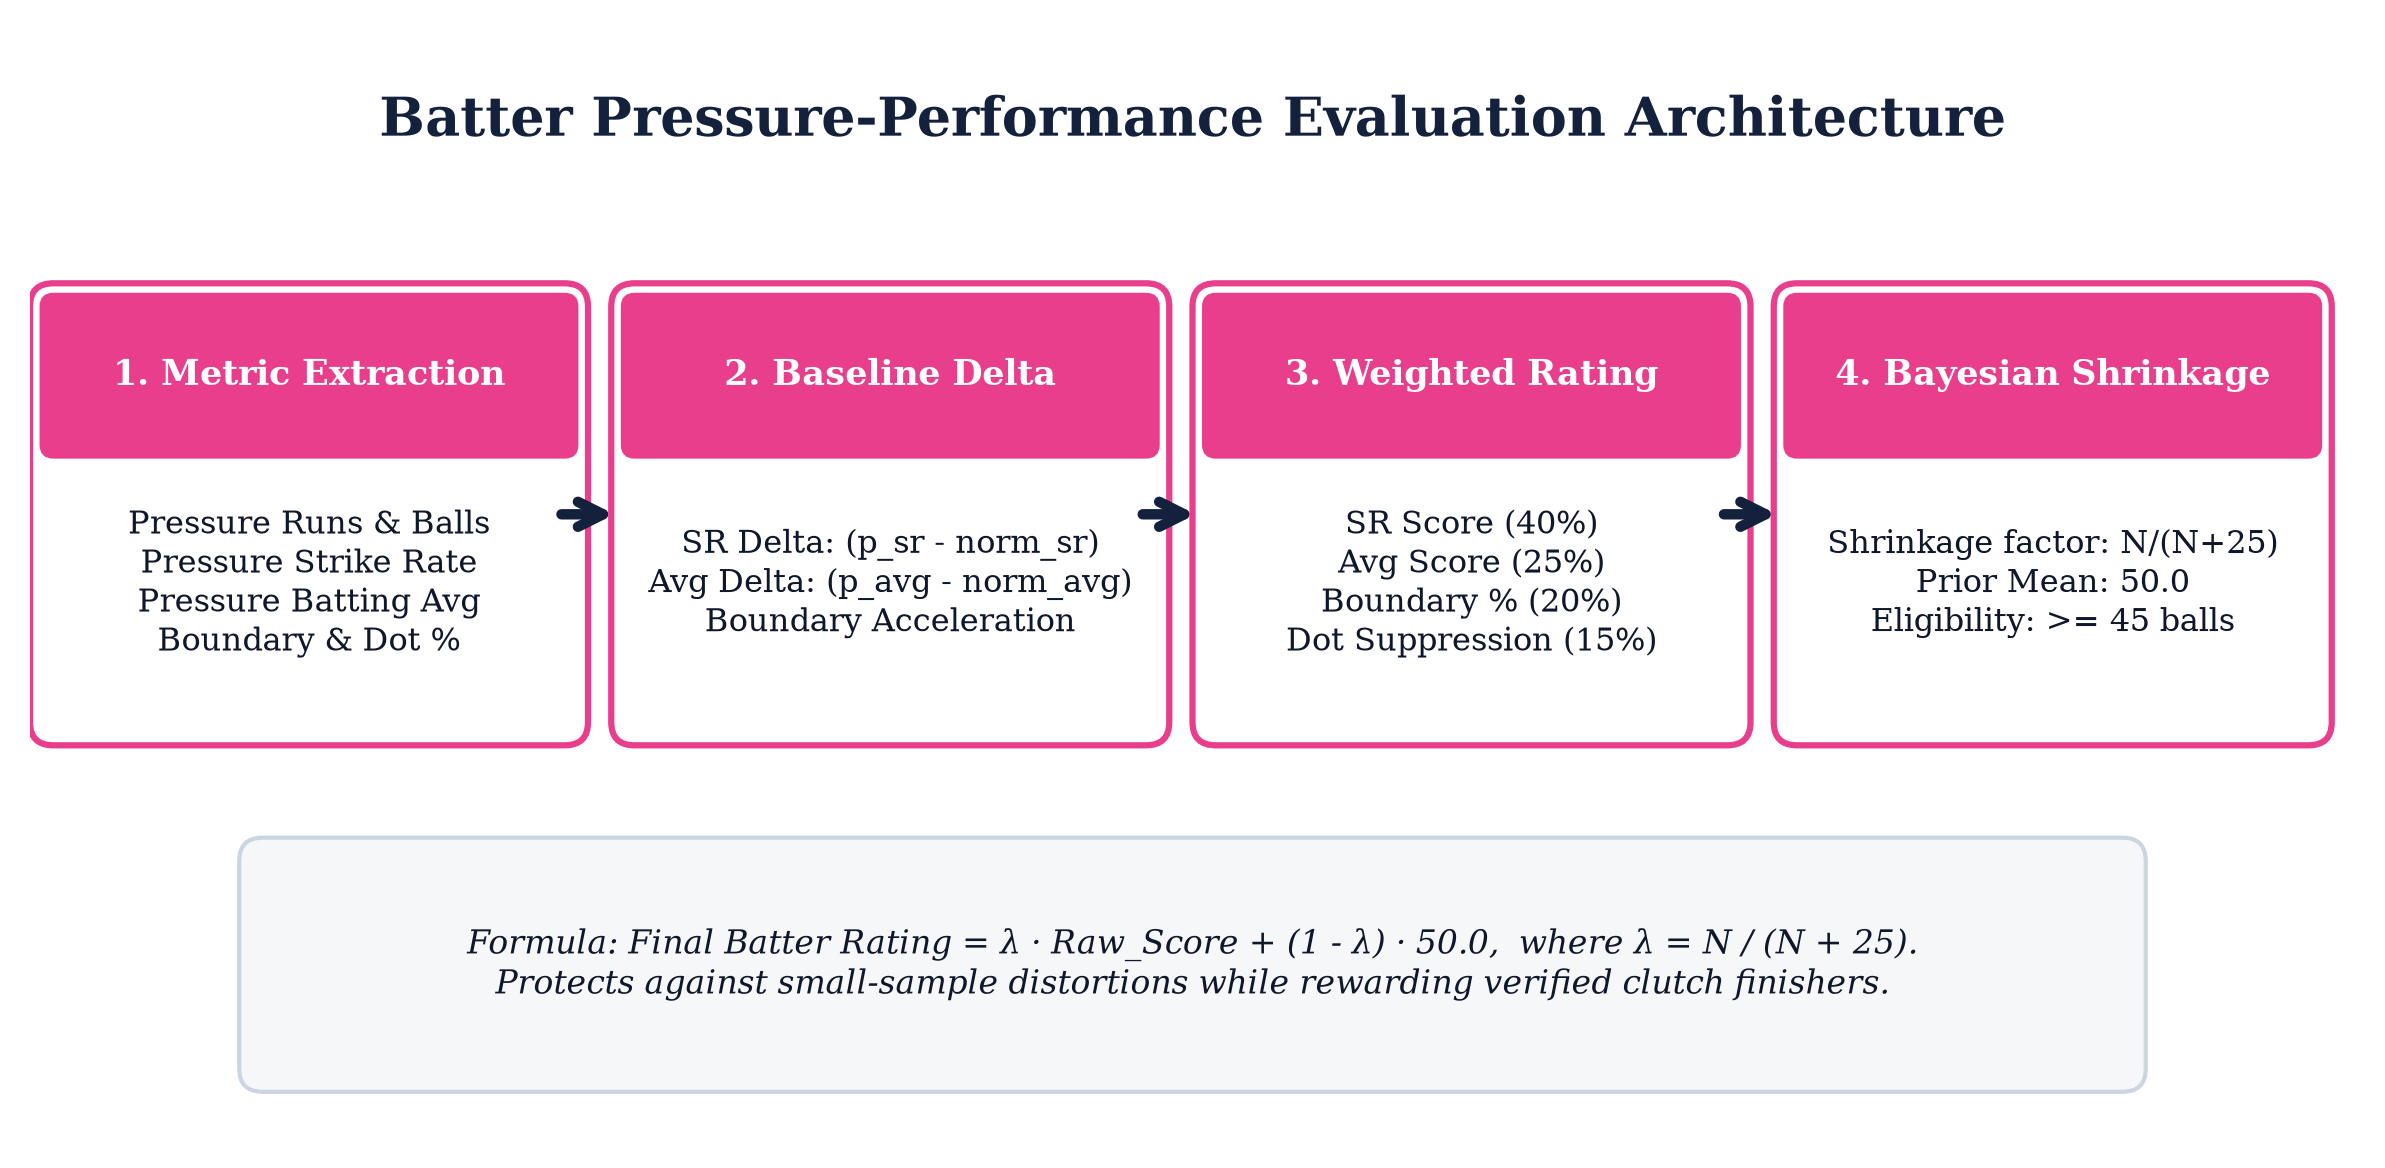 Batter Pressure-Performance Evaluation Architecture
1. Metric Extraction
Pressure Runs & Balls
Pressure Strike Rate
Pressure Batting Avg
Boundary & Dot %
2. Baseline Delta
SR Delta: (p_sr - norm_sr)
Avg Delta: (p_avg - norm_avg)
Boundary Acceleration
3. Weighted Rating
SR Score (40%)
Avg Score (25%)
Boundary % (20%)
Dot Suppression (15%)
4. Bayesian Shrinkage
Shrinkage factor: N/(N+25)
Prior Mean: 50.0
Eligibility: >= 45 balls
Formula: Final Batter Rating = λ · Raw_Score + (1 - λ) · 50.0,  where λ = N / (N + 25).
Protects against small-sample distortions while rewarding verified clutch finishers.